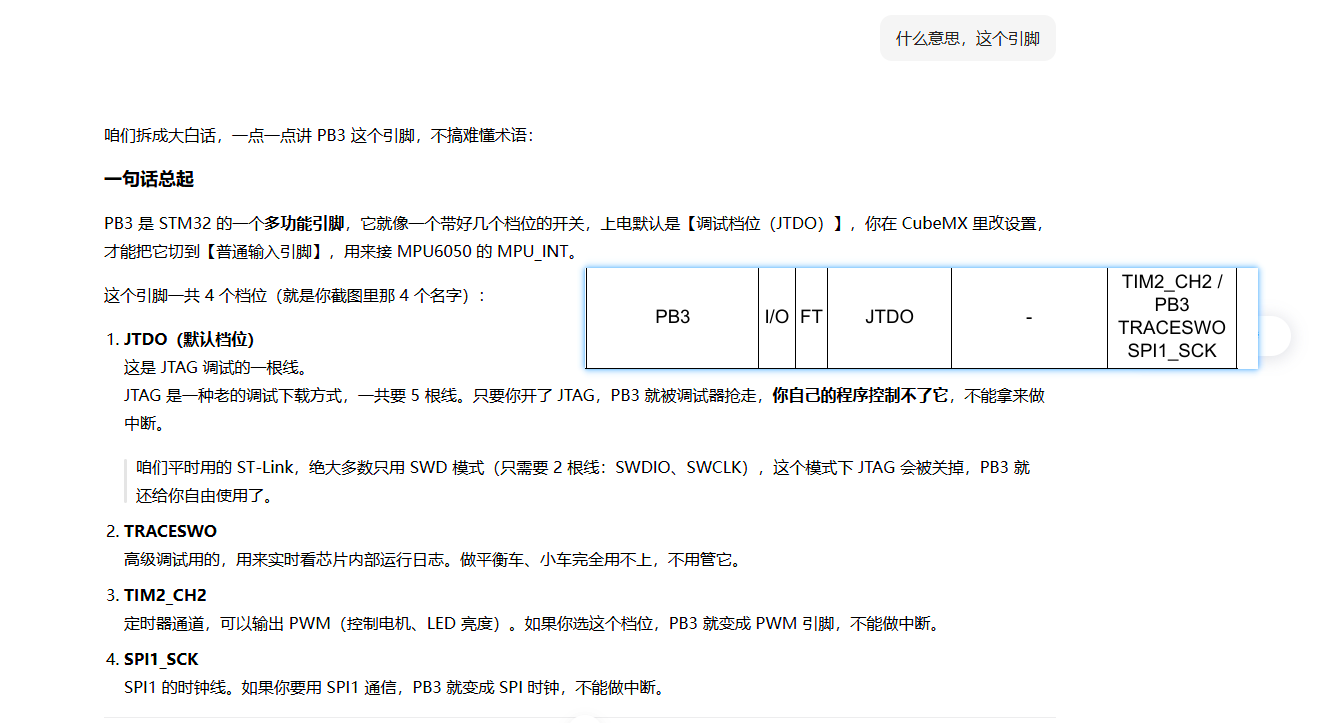 什么意思，这个引脚
咱们拆成大白话，一点一点讲 PB3 这个引脚，不搞难懂术语：
一句话总起
PB3 是 STM32 的一个多功能引脚，它就像一个带好几个档位的开关，上电默认是【调试档位（JTDO）】，你在 CubeMX 里改设置，
才能把它切到【普通输入引脚】，用来接 MPU6050 的 MPU_INT。
这个引脚一共 4 个档位（就是你截图里那 4 个名字）：
PB3 I/O FT JTDO - TIM2_CH2 /
PB3
TRACESWO
SPI1_SCK
1. JTDO（默认档位）
这是 JTAG 调试的一根线。
JTAG 是一种老的调试下载方式，一共要 5 根线。只要你开了 JTAG，PB3 就被调试器抢走，你自己的程序控制不了它，不能拿来做
中断。
咱们平时用的 ST-Link，绝大多数只用 SWD 模式（只需要 2 根线：SWDIO、SWCLK），这个模式下 JTAG 会被关掉，PB3 就
还给你自由使用了。
2. TRACESWO
高级调试用的，用来实时看芯片内部运行日志。做平衡车、小车完全用不上，不用管它。
3. TIM2_CH2
定时器通道，可以输出 PWM（控制电机、LED 亮度）。如果你选这个档位，PB3 就变成 PWM 引脚，不能做中断。
4. SPI1_SCK
SPI1 的时钟线。如果你要用 SPI1 通信，PB3 就变成 SPI 时钟，不能做中断。